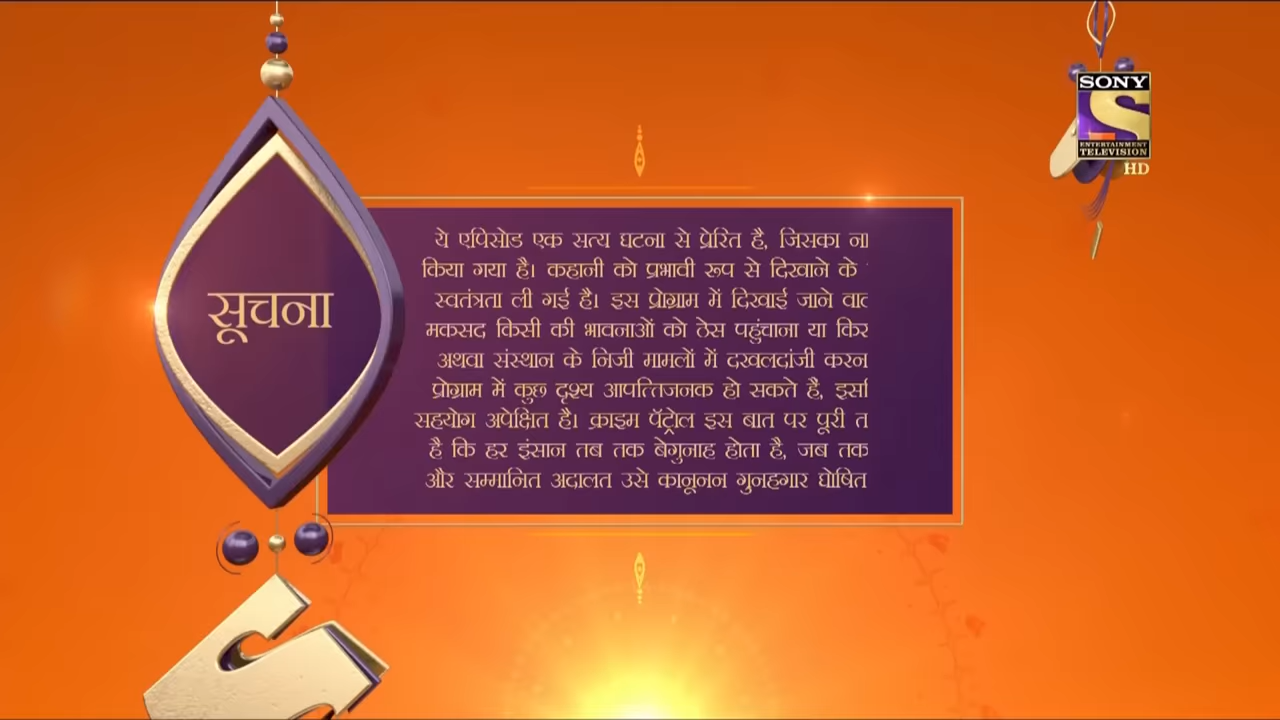 SONY
ENTERTAINMENT
TELEVISION
HD
सूचना
ये एपिसोड एक सत्य घटना से प्रेरित है, जिसका
किया गया है। कहानी को प्रभावी रूप से दिखाने के
स्वतंत्रता ली गई है। इस प्रोग्राम में दिखाई जाने
मकसद किसी की भावनाओं को ठेस पहुंचाना या
अथवा संस्थान के निजी मामलों में दखलदांजी
प्रोग्राम में कुछ दृश्य आपत्तिजनक हो सकते है,
सहयोग अपेक्षित है। क्राइम पॅट्रोल इस बात पर पूरी
है कि हर इंसान तब तक बेगुनाह होता है, जब तक
और सम्मानित अदालत उसे कानूनन गुनहगार घोषित